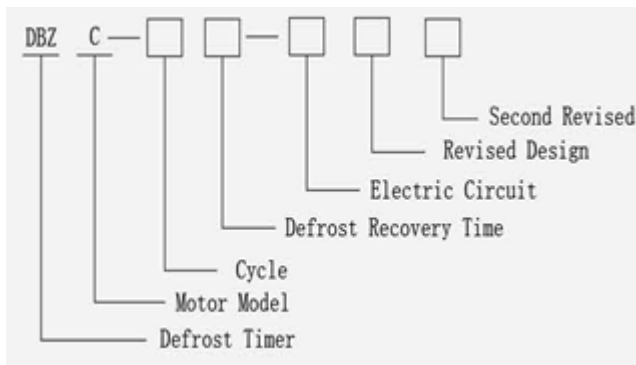 DBZ C — □ □ — □ □ □
Second Revised
Revised Design
Electric Circuit
Defrost Recovery Time
Cycle
Motor Model
Defrost Timer